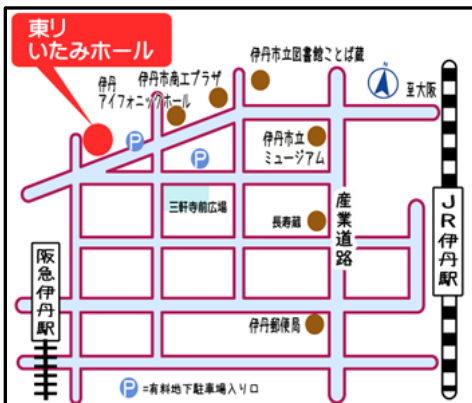 東リ
いたみホール
伊丹市立図書館ことば蔵
伊丹市商工プラザ
伊丹
アイフォニックホール
至大阪
P
伊丹市立
ミュージアム
P
三軒寺前広場
長寿蔵
産業道路
JR伊丹駅
阪急伊丹駅
伊丹郵便局
P=有料地下駐車場入り口